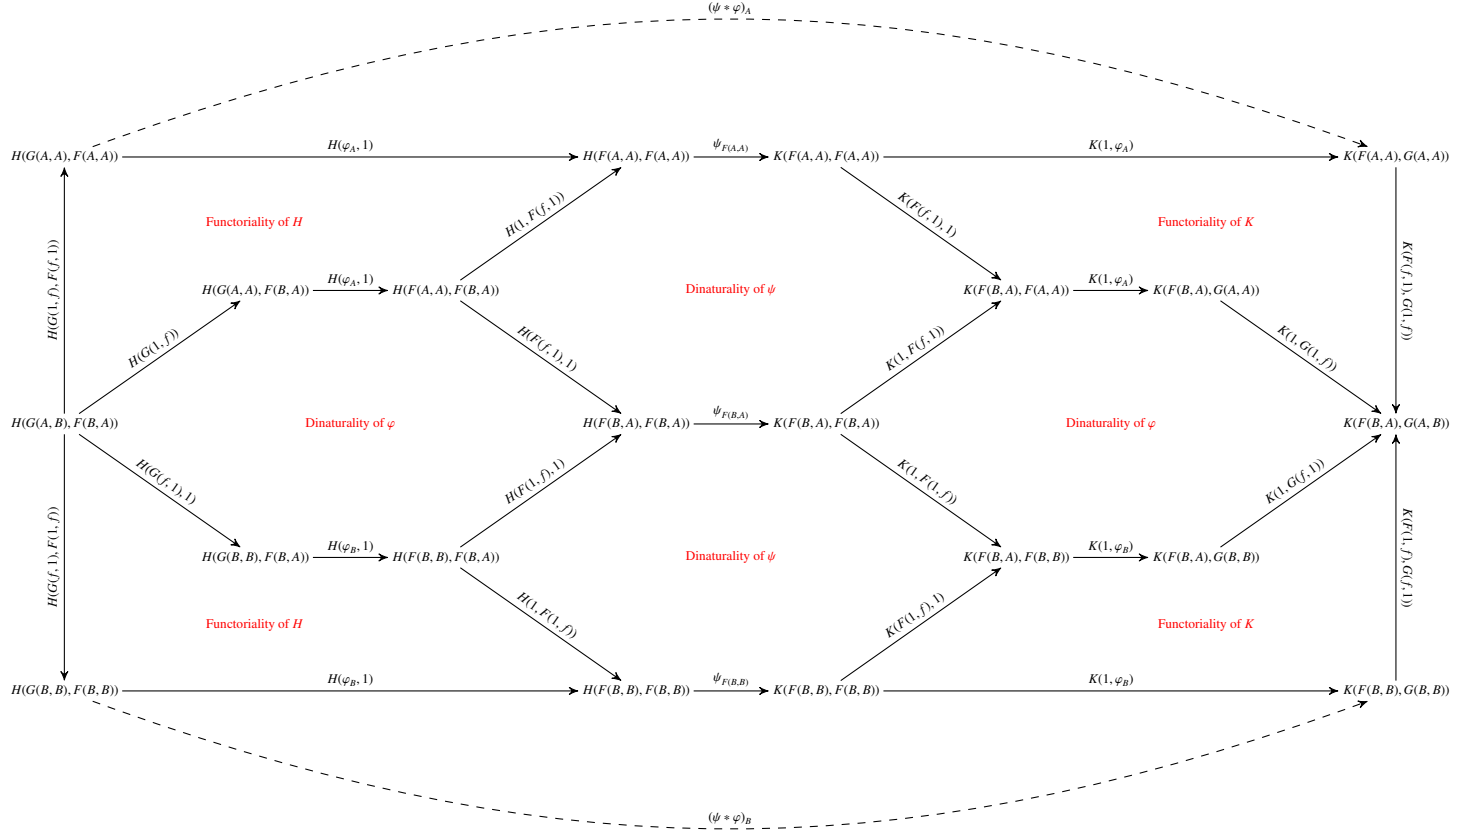 (ψ ∗ φ)_A
H(φ_A, 1)
ψ_{F(A,A)}
K(1, φ_A)
H(G(A, A), F(A, A))
H(F(A, A), F(A, A))
K(F(A, A), F(A, A))
K(F(A, A), G(A, A))
H(1, F(f, 1))
K(F(f, 1), 1)
Functoriality of H
Functoriality of K
H(G(1, f), F(f, 1))
K(F(f, 1), G(1, f))
H(φ_A, 1)
K(1, φ_A)
H(G(A, A), F(B, A))
H(F(A, A), F(B, A))
Dinaturality of ψ
K(F(B, A), F(A, A))
K(F(B, A), G(A, A))
H(G(1, f))
H(F(f, 1), 1)
K(1, F(f, 1))
K(1, G(1, f))
ψ_{F(B,A)}
H(G(A, B), F(B, A))
Dinaturality of φ
H(F(B, A), F(B, A))
K(F(B, A), F(B, A))
Dinaturality of φ
K(F(B, A), G(A, B))
H(G(f, 1), 1)
H(F(1, f), 1)
K(1, F(1, f))
K(1, G(f, 1))
H(G(f, 1), F(1, f))
K(F(1, f), G(f, 1))
H(φ_B, 1)
K(1, φ_B)
H(G(B, B), F(B, A))
H(F(B, B), F(B, A))
Dinaturality of ψ
K(F(B, A), F(B, B))
K(F(B, A), G(B, B))
H(1, F(1, f))
K(F(1, f), 1)
Functoriality of H
Functoriality of K
H(φ_B, 1)
ψ_{F(B,B)}
K(1, φ_B)
H(G(B, B), F(B, B))
H(F(B, B), F(B, B))
K(F(B, B), F(B, B))
K(F(B, B), G(B, B))
(ψ ∗ φ)_B